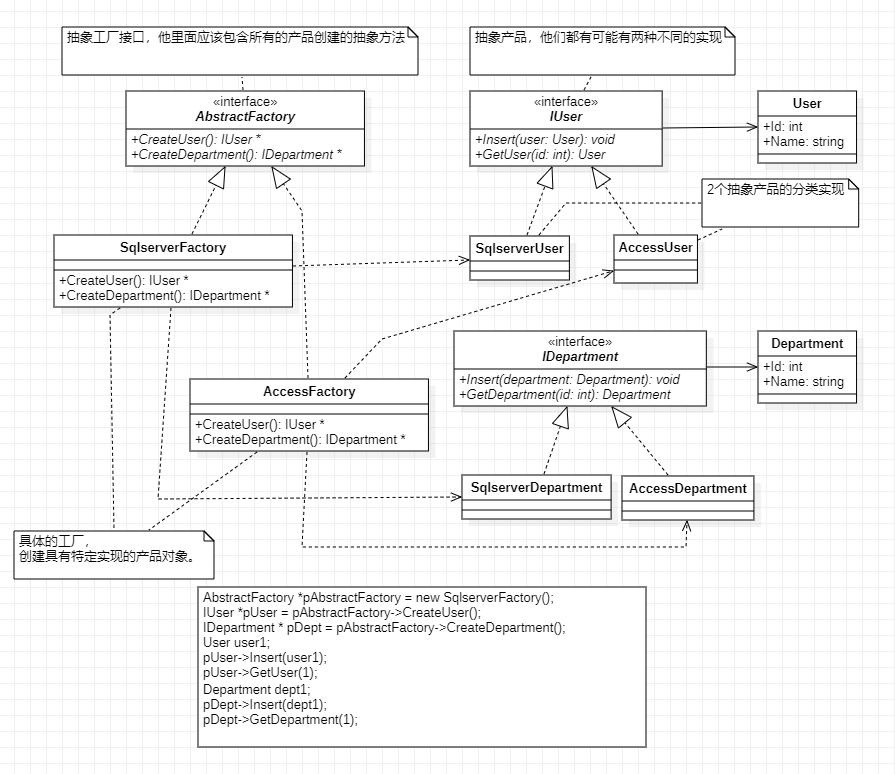 抽象工厂接口，他里面应该包含所有的产品创建的抽象方法
抽象产品，他们都有可能有两种不同的实现
«interface»
AbstractFactory
+CreateUser(): IUser *
+CreateDepartment(): IDepartment *
«interface»
IUser
+Insert(user: User): void
+GetUser(id: int): User
User
+Id: int
+Name: string
2个抽象产品的分类实现
SqlserverFactory
+CreateUser(): IUser *
+CreateDepartment(): IDepartment *
SqlserverUser
AccessUser
«interface»
IDepartment
+Insert(department: Department): void
+GetDepartment(id: int): Department
Department
+Id: int
+Name: string
AccessFactory
+CreateUser(): IUser *
+CreateDepartment(): IDepartment *
SqlserverDepartment
AccessDepartment
具体的工厂，
创建具有特定实现的产品对象。
AbstractFactory *pAbstractFactory = new SqlserverFactory();
IUser *pUser = pAbstractFactory->CreateUser();
IDepartment * pDept = pAbstractFactory->CreateDepartment();
User user1;
pUser->Insert(user1);
pUser->GetUser(1);
Department dept1;
pDept->Insert(dept1);
pDept->GetDepartment(1);